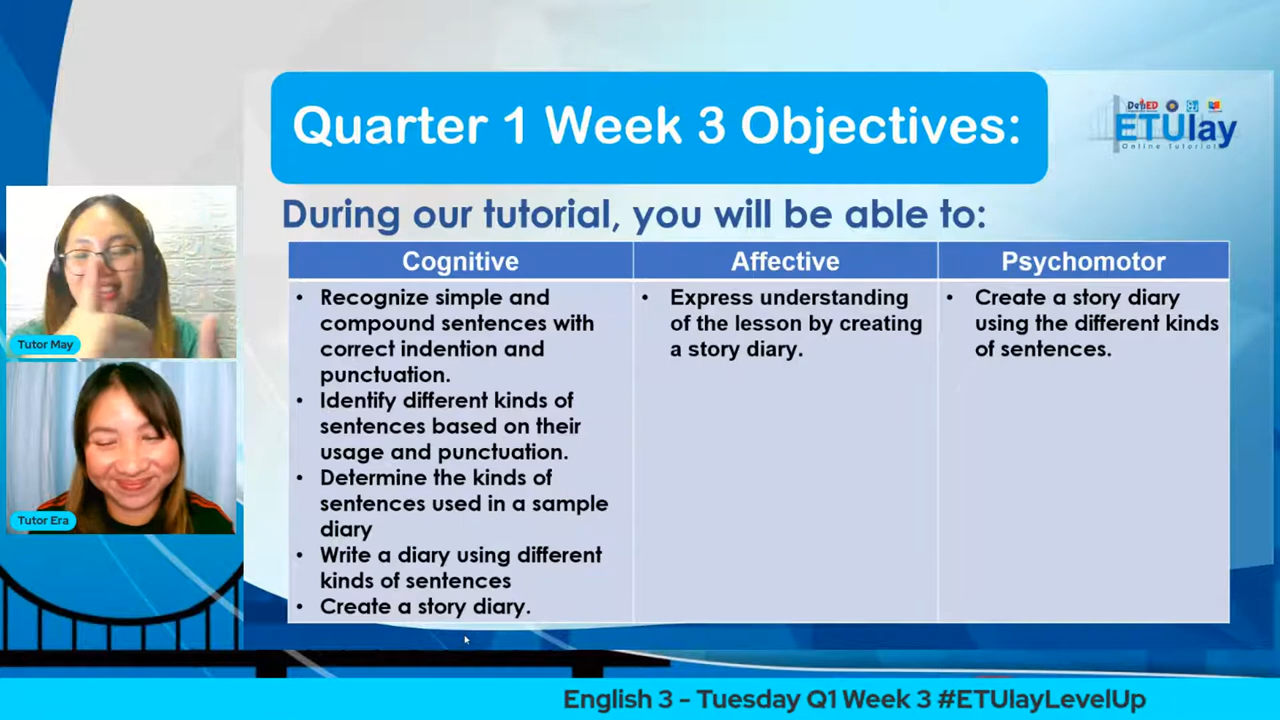 Quarter 1 Week 3 Objectives:
DepED
ETUlay
Online Tutorial
During our tutorial, you will be able to:
Cognitive
Affective
Psychomotor
• Recognize simple and
compound sentences with
correct indention and
punctuation.
• Identify different kinds of
sentences based on their
usage and punctuation.
• Determine the kinds of
sentences used in a sample
diary
• Write a diary using different
kinds of sentences
• Create a story diary.
• Express understanding
of the lesson by creating
a story diary.
• Create a story diary
using the different kinds
of sentences.
Tutor May
Tutor Era
English 3 - Tuesday Q1 Week 3 #ETUlayLevelUp